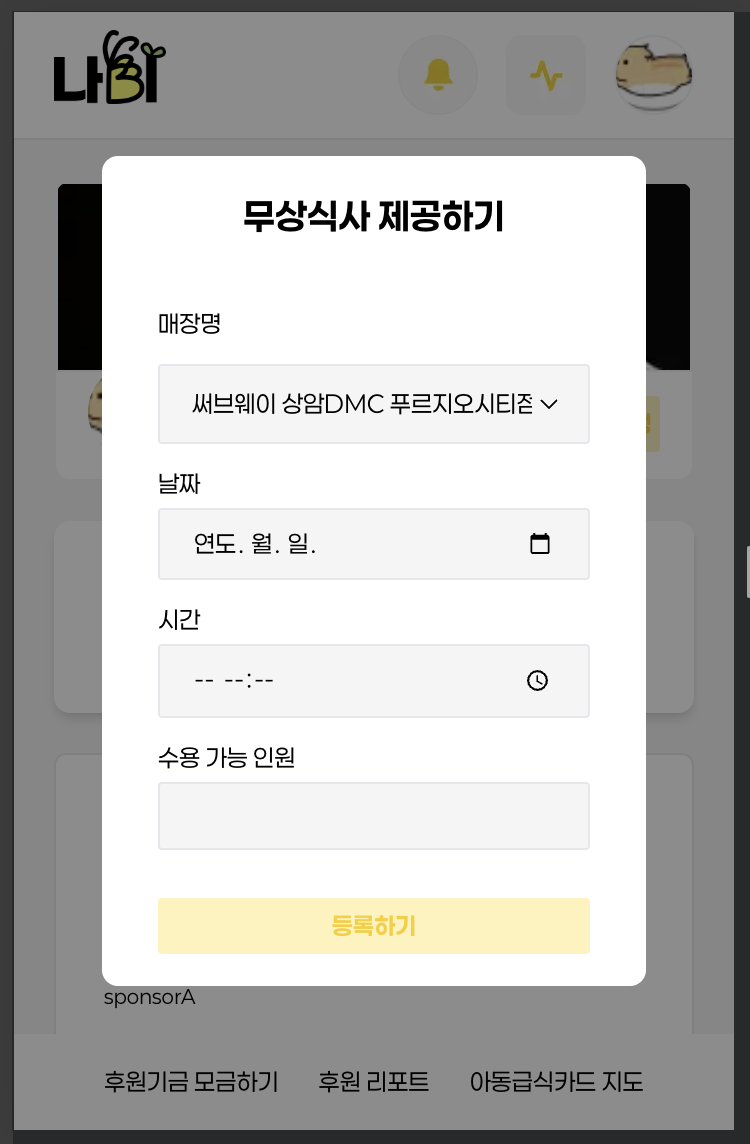 나비
무상식사 제공하기
매장명
써브웨이 상암DMC 푸르지오시티점
날짜
연도. 월. 일.
시간
-- --:--
수용 가능 인원
등록하기
sponsorA
후원기금 모금하기 후원 리포트 아동급식카드 지도